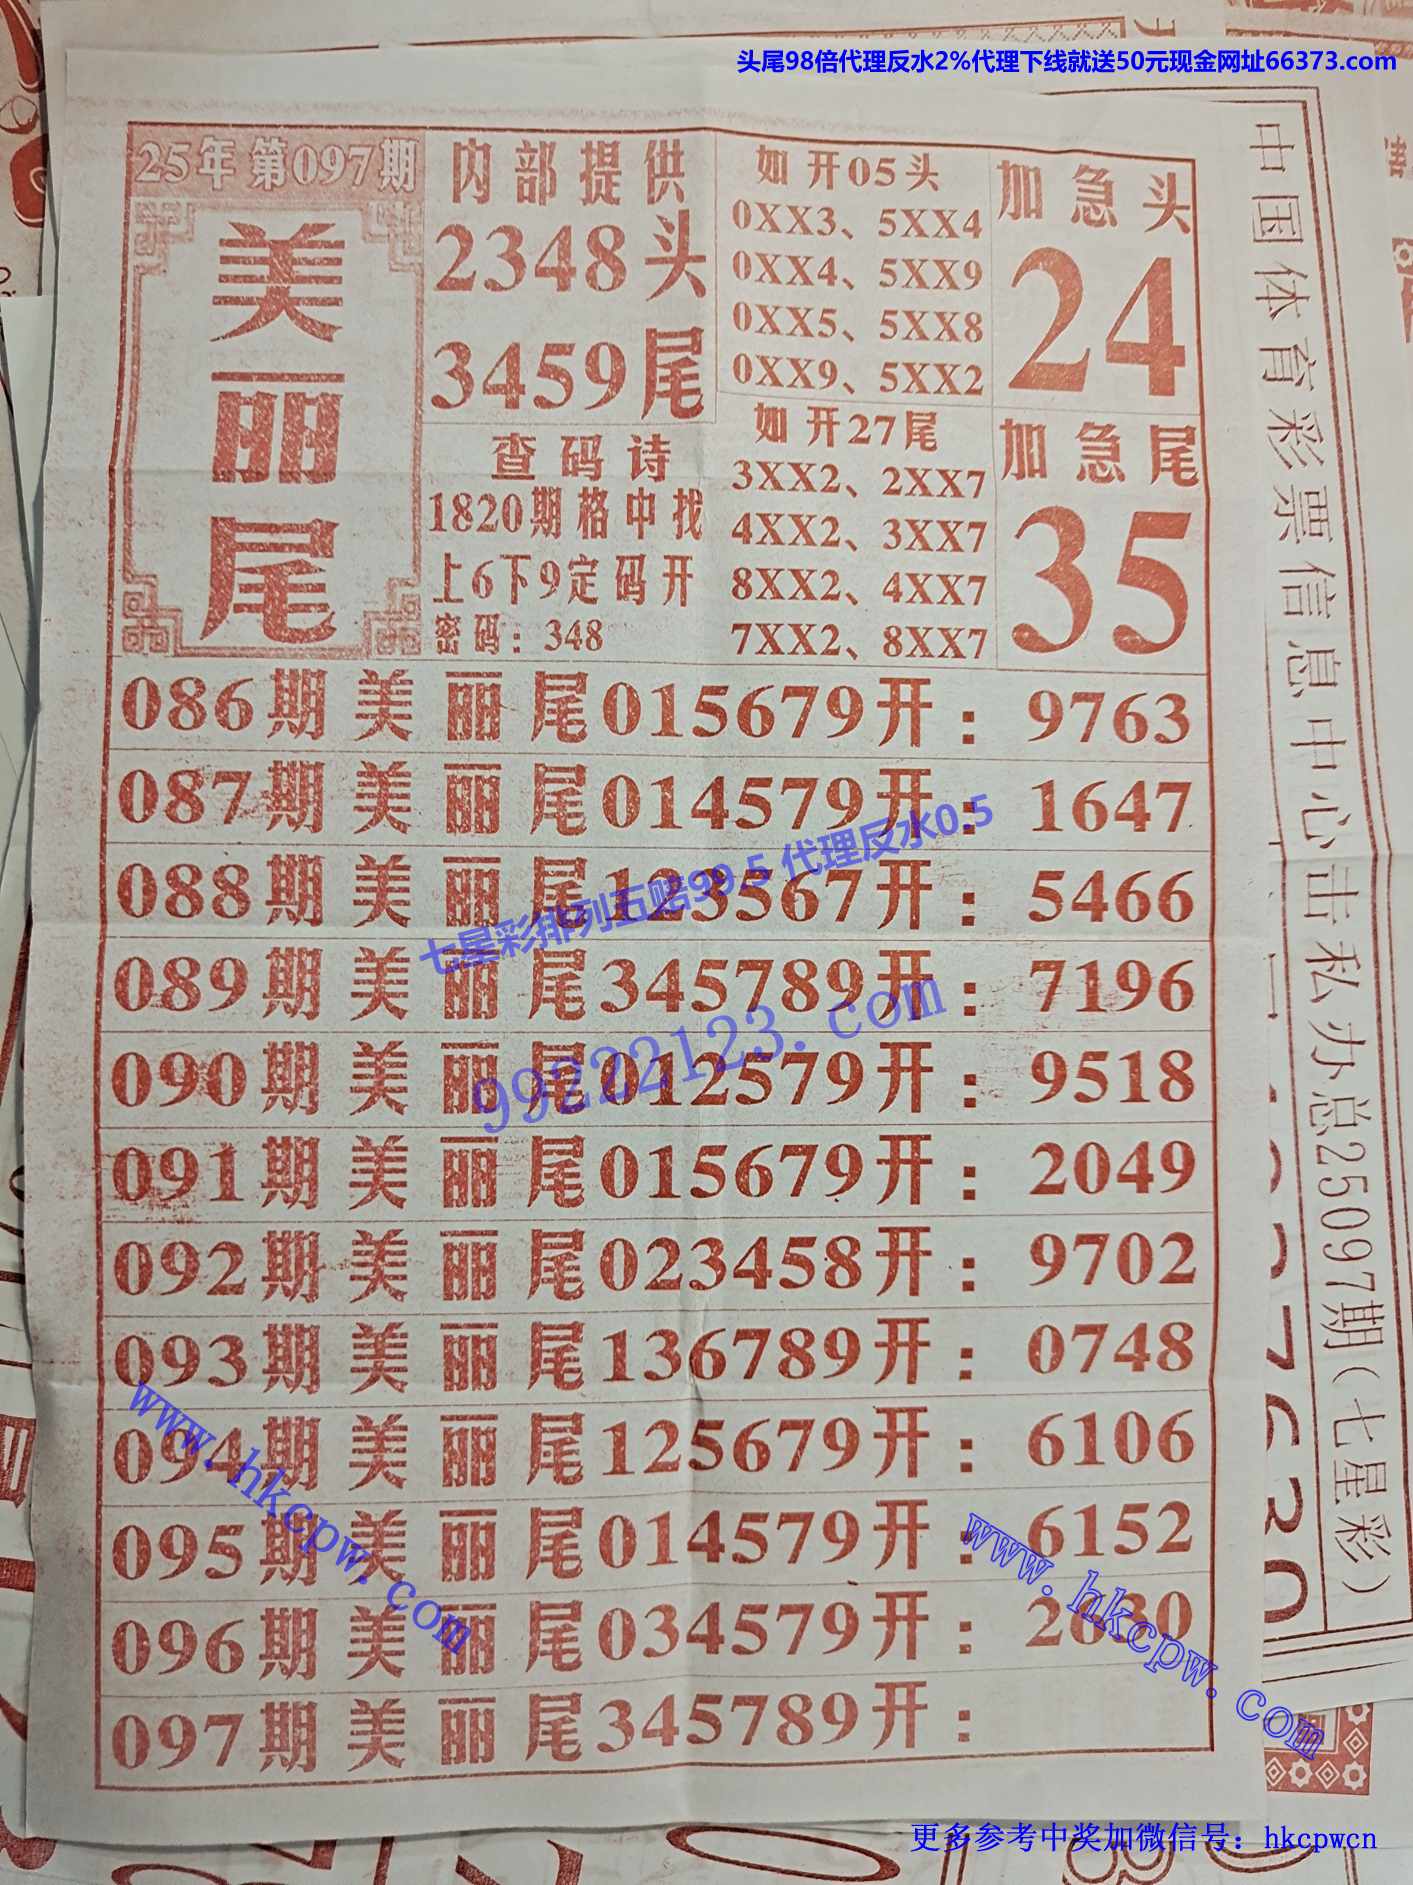 头尾98倍代理反水2%代理下线就送50元现金网址66373.com
25年第097期
美丽尾
内部提供
2348头
3459尾
查码诗
1820期格中找
上6下9定码开
密码：348
如开05头
0XX3、5XX4
0XX4、5XX9
0XX5、5XX8
0XX9、5XX2
如开27尾
3XX2、2XX7
4XX2、3XX7
8XX2、4XX7
7XX2、8XX7
加急头
24
加急尾
35
086期美丽尾015679开：9763
087期美丽尾014579开：1647
088期美丽尾123567开：5466
089期美丽尾345789开：7196
090期美丽尾012579开：9518
091期美丽尾015679开：2049
092期美丽尾023458开：9702
093期美丽尾136789开：0748
094期美丽尾125679开：6106
095期美丽尾014579开：6152
096期美丽尾034579开：2630
097期美丽尾345789开：
七星彩排列五赔99.5 代理反水0.5
99222123.com
www.hkcpw.com
www.hkcpw.com
中国体育彩票信息中心击私办总25097期(七星彩)
更多参考中奖加微信号：hkcpwcn